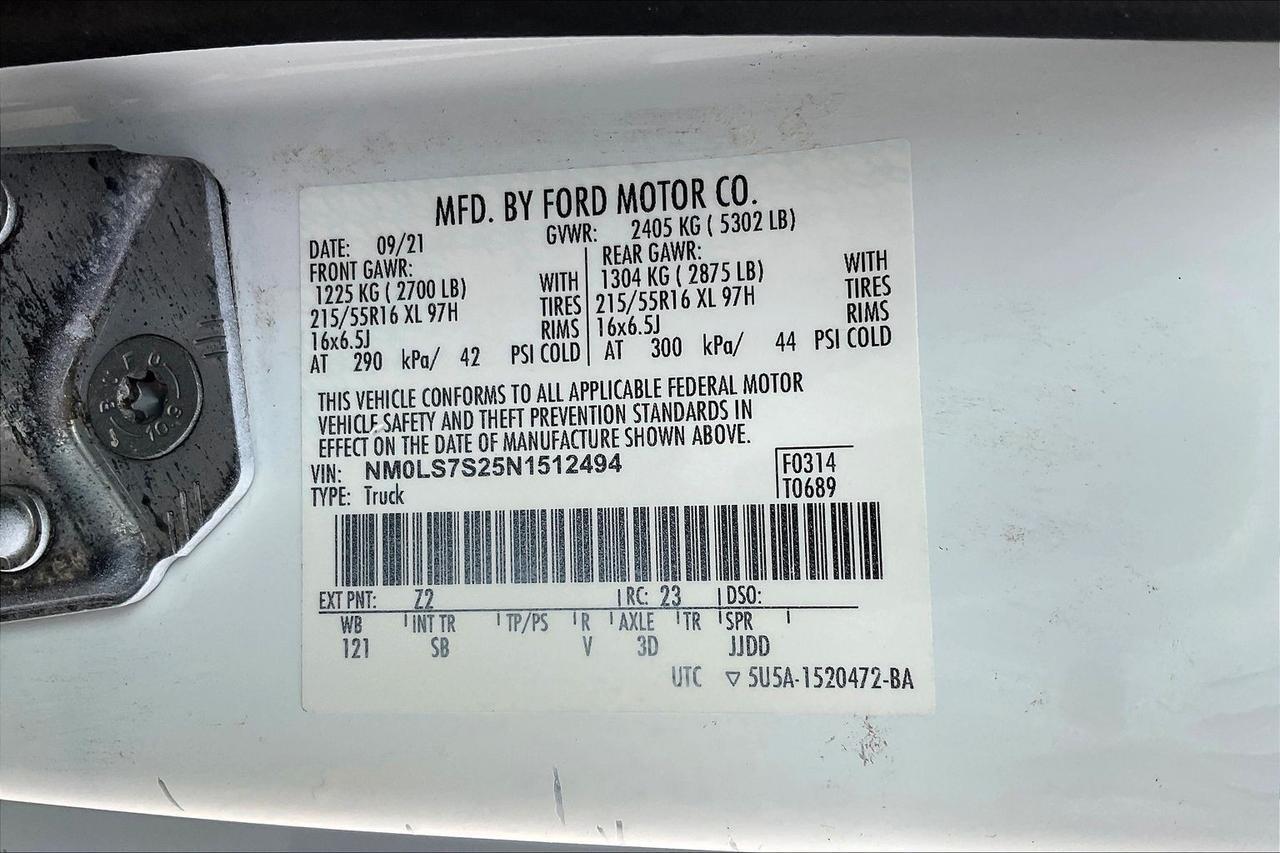 MFD. BY FORD MOTOR CO.
DATE: 09/21 GVWR: 2405 KG ( 5302 LB)
FRONT GAWR: REAR GAWR:
1225 KG ( 2700 LB) WITH 1304 KG ( 2875 LB) WITH
215/55R16 XL 97H TIRES 215/55R16 XL 97H TIRES
16x6.5J RIMS 16x6.5J RIMS
AT 290 kPa/ 42 PSI COLD AT 300 kPa/ 44 PSI COLD
THIS VEHICLE CONFORMS TO ALL APPLICABLE FEDERAL MOTOR
VEHICLE SAFETY AND THEFT PREVENTION STANDARDS IN
EFFECT ON THE DATE OF MANUFACTURE SHOWN ABOVE.
VIN: NM0LS7S25N1512494 F0314
TYPE: Truck T0689
EXT PNT: Z2 RC: 23 DSO:
WB INT TR TP/PS R AXLE TR SPR
121 SB V 3D JJDD
UTC ▽ 5U5A-1520472-BA
10.9